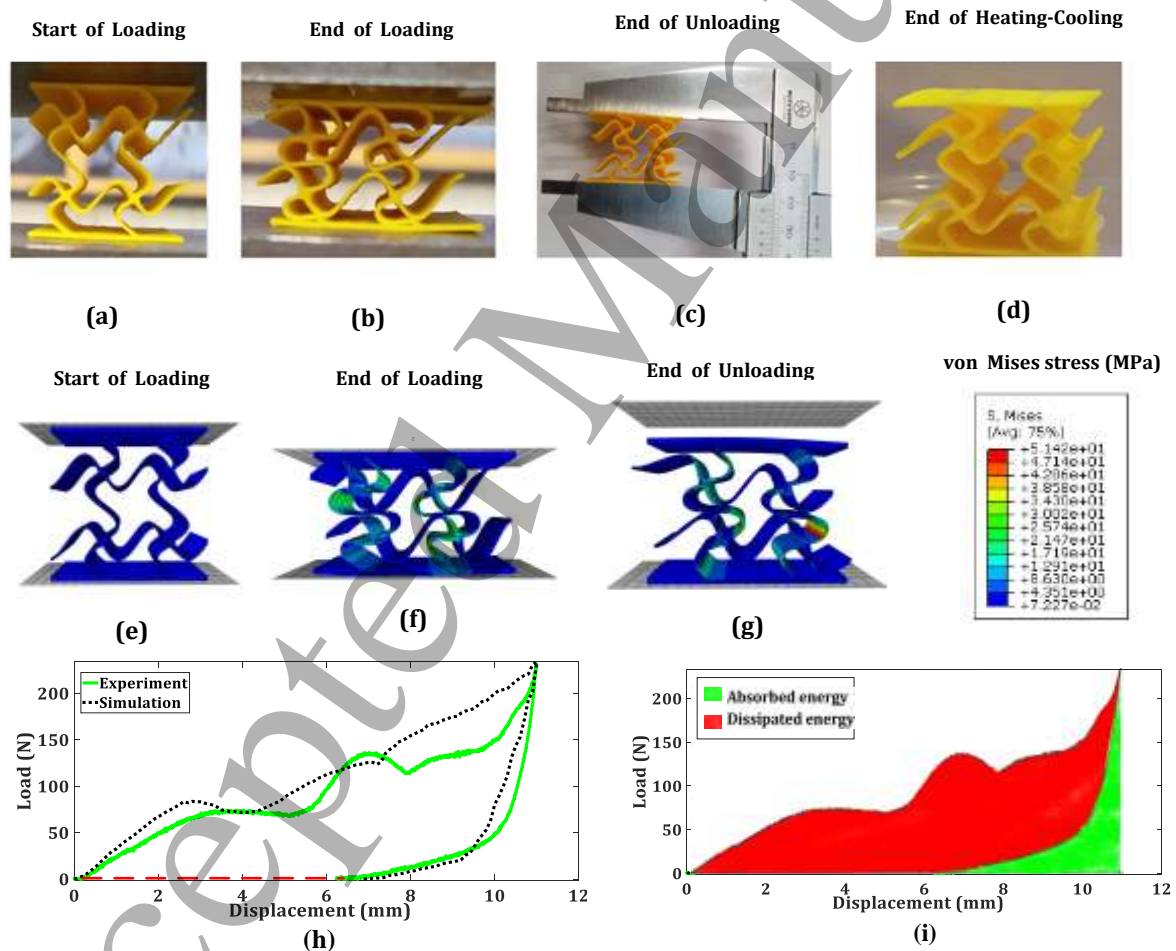 Start of Loading
End of Loading
End of Unloading
End of Heating-Cooling
(a)
(b)
(c)
(d)
Start of Loading
End of Loading
End of Unloading
von Mises stress (MPa)
S, Mises
(Avg: 75%)
+5.142e+01
+4.714e+01
+4.286e+01
+3.858e+01
+3.430e+01
+3.002e+01
+2.574e+01
+2.147e+01
+1.719e+01
+1.291e+01
+8.630e+00
+4.351e+00
+7.227e-02
(e)
(f)
(g)
Experiment
Simulation
Load (N)
200
150
100
50
0
0 2 4 6 8 10 12
Displacement (mm)
(h)
Absorbed energy
Dissipated energy
Load (N)
200
150
100
50
0
0 2 4 6 8 10 12
Displacement (mm)
(i)
cepted Man